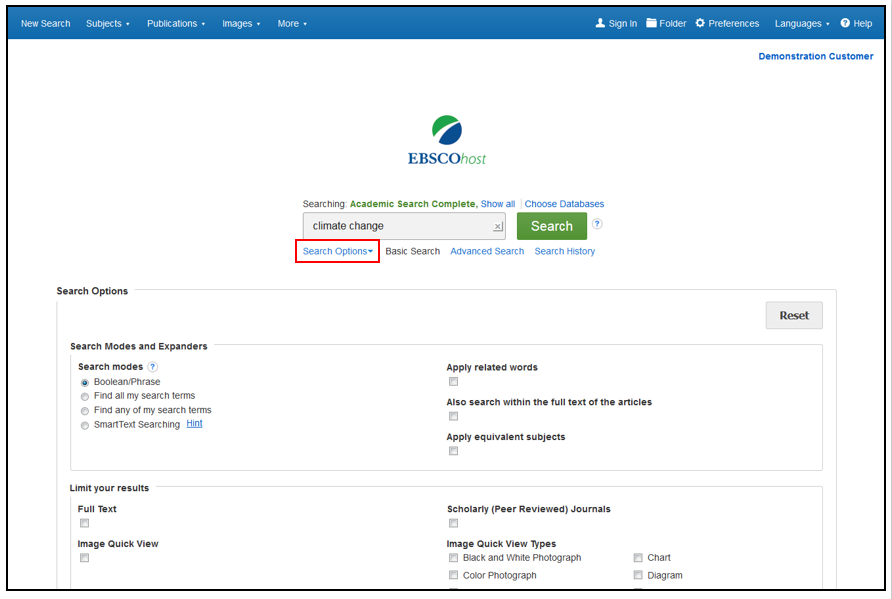 New Search Subjects Publications Images More Sign In Folder Preferences Languages ? Help
Demonstration Customer
EBSCOhost
Searching: Academic Search Complete, Show all Choose Databases
climate change x Search ?
Search Options Basic Search Advanced Search Search History
Search Options
Reset
Search Modes and Expanders
Search modes ?
Boolean/Phrase
Find all my search terms
Find any of my search terms
SmartText Searching Hint
Apply related words
Also search within the full text of the articles
Apply equivalent subjects
Limit your results
Full Text
Scholarly (Peer Reviewed) Journals
Image Quick View
Image Quick View Types
Black and White Photograph Chart
Color Photograph Diagram